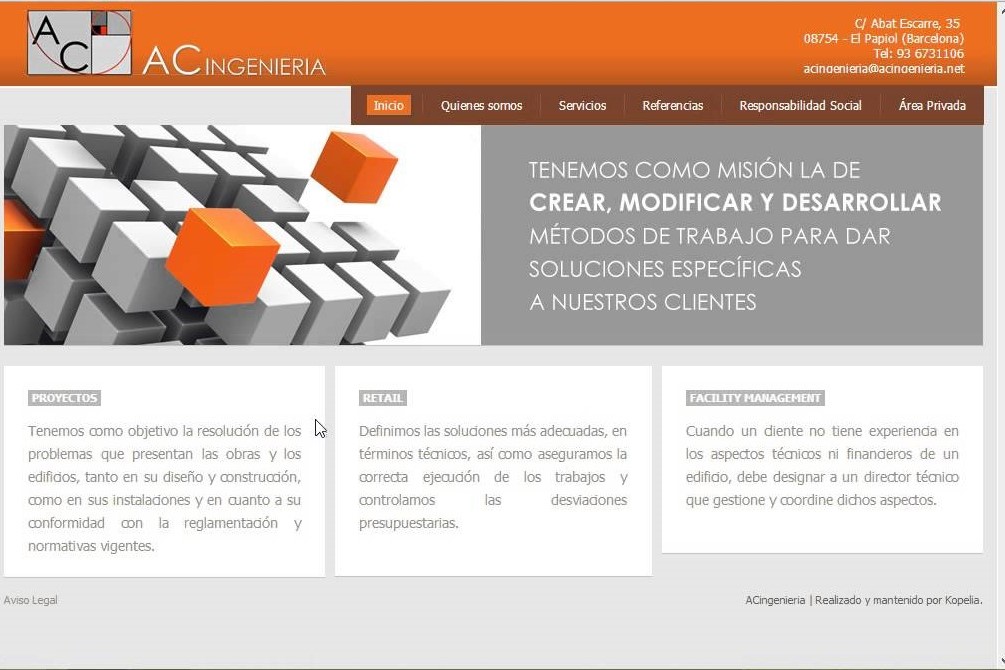 AC
ACINGENIERIA
C/ Abat Escarre, 35
08754 - El Papiol (Barcelona)
Tel: 93 6731106
acingenieria@acingenieria.net
Inicio Quienes somos Servicios Referencias Responsabilidad Social Área Privada
TENEMOS COMO MISIÓN LA DE
CREAR, MODIFICAR Y DESARROLLAR
MÉTODOS DE TRABAJO PARA DAR
SOLUCIONES ESPECÍFICAS
A NUESTROS CLIENTES
PROYECTOS
Tenemos como objetivo la resolución de los
problemas que presentan las obras y los
edificios, tanto en su diseño y construcción,
como en sus instalaciones y en cuanto a su
conformidad con la reglamentación y
normativas vigentes.
RETAIL
Definimos las soluciones más adecuadas, en
términos técnicos, así como aseguramos la
correcta ejecución de los trabajos y
controlamos las desviaciones
presupuestarias.
FACILITY MANAGEMENT
Cuando un cliente no tiene experiencia en
los aspectos técnicos ni financieros de un
edificio, debe designar a un director técnico
que gestione y coordine dichos aspectos.
Aviso Legal
ACingenieria | Realizado y mantenido por Kopelia.